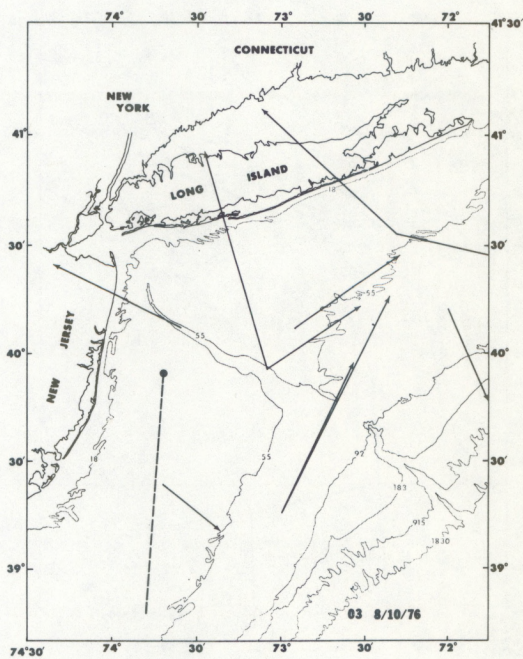 74° 30' 73° 30' 72° 41°30'
CONNECTICUT
NEW
YORK
41° 41°
LONG ISLAND
18
30' 30'
55
55
NEW JERSEY
40° 40°
92
30' 18 55 30'
183
915
1830
39° 39°
03 8/10/76
74°30' 74° 30' 73° 30' 72°